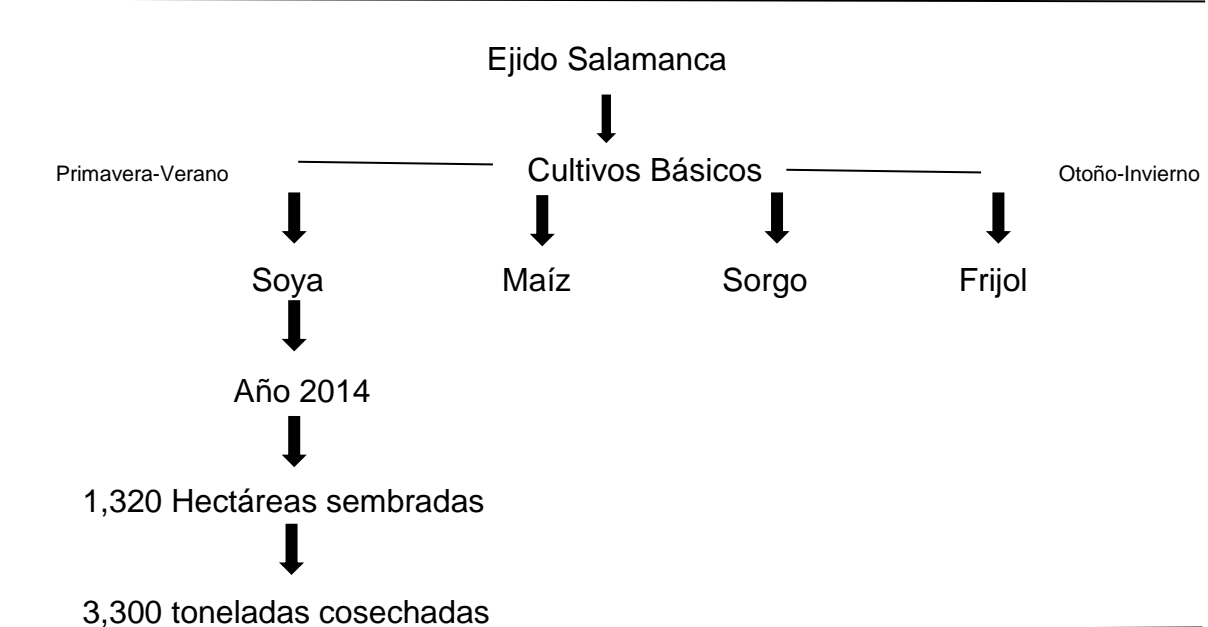 Ejido Salamanca
Primavera-Verano
Cultivos Básicos
Otoño-Invierno
Soya
Maíz
Sorgo
Frijol
Año 2014
1,320 Hectáreas sembradas
3,300 toneladas cosechadas